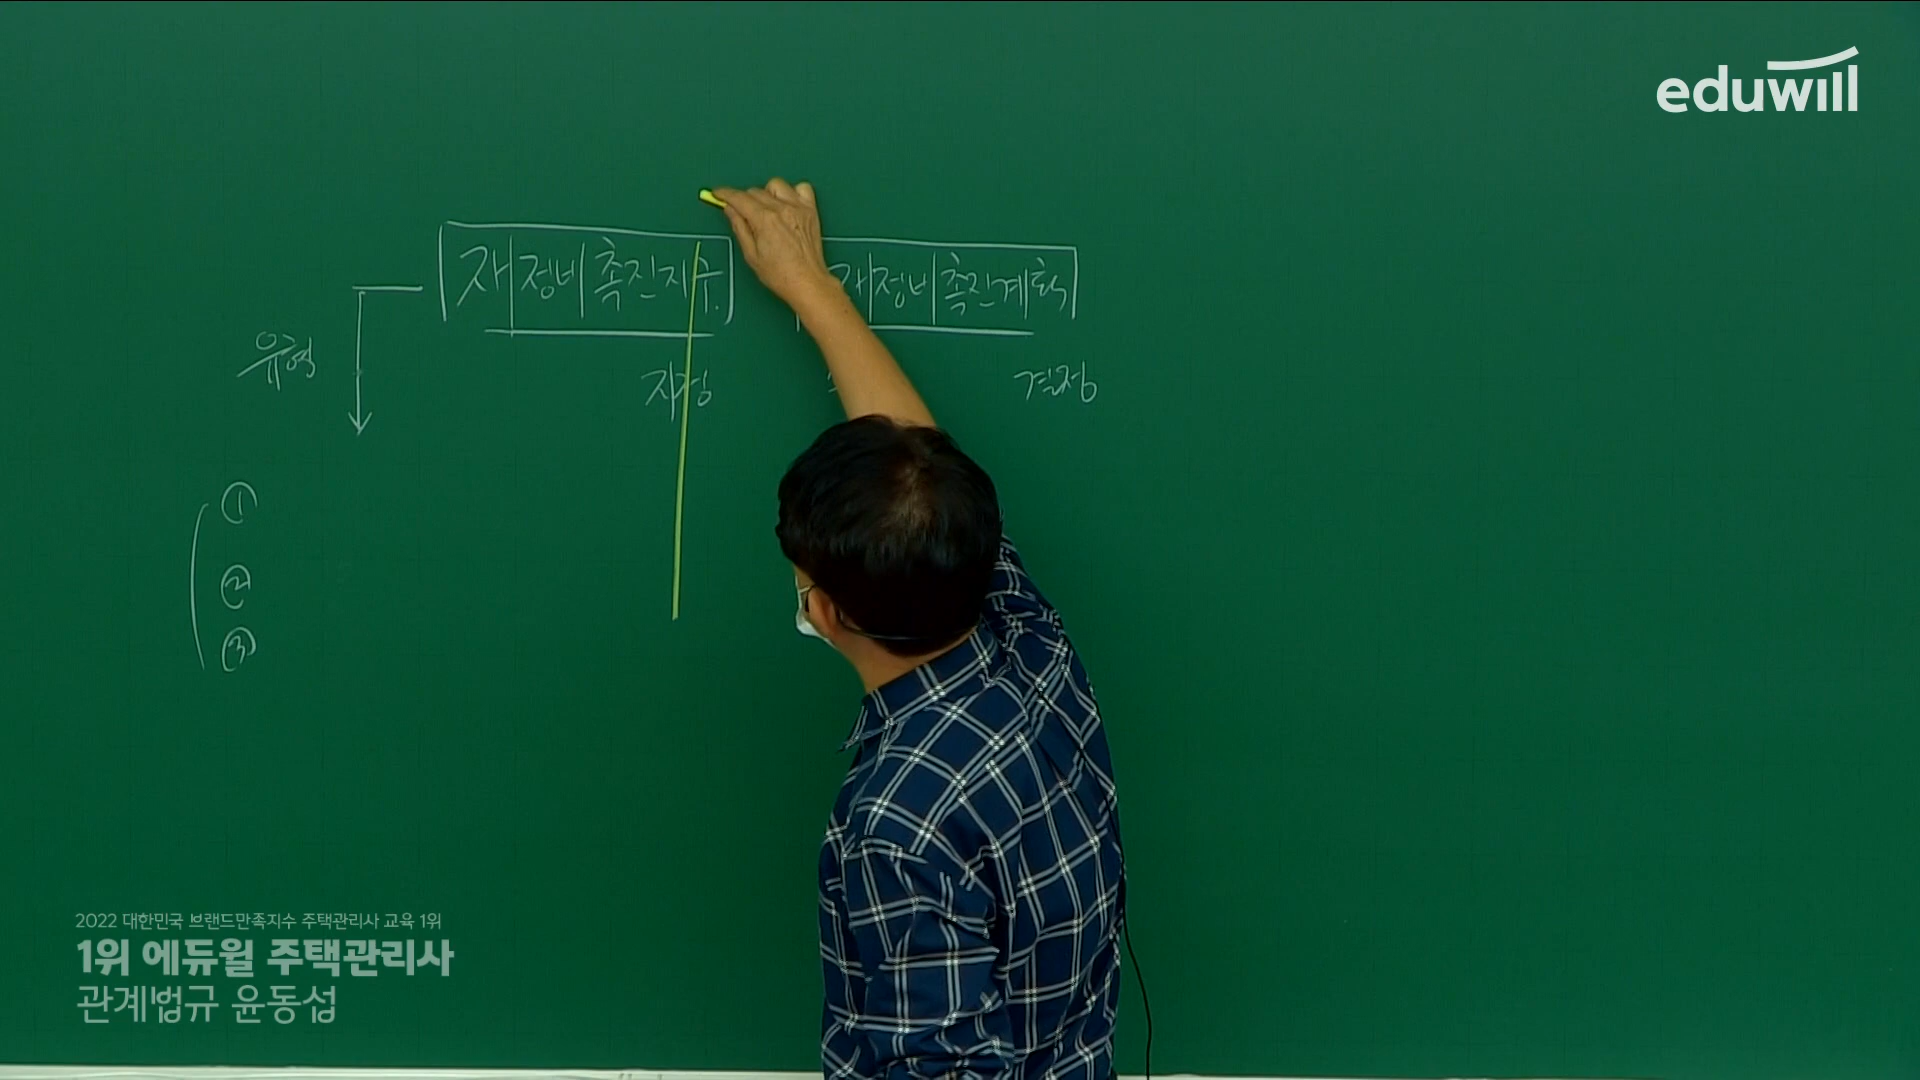 eduwill
재정비촉진지구.
재정비촉진계획
유형
지정
결정
①
②
③
2022 대한민국 브랜드만족지수 주택관리사 교육 1위
1위 에듀윌 주택관리사
관계법규 윤동섭